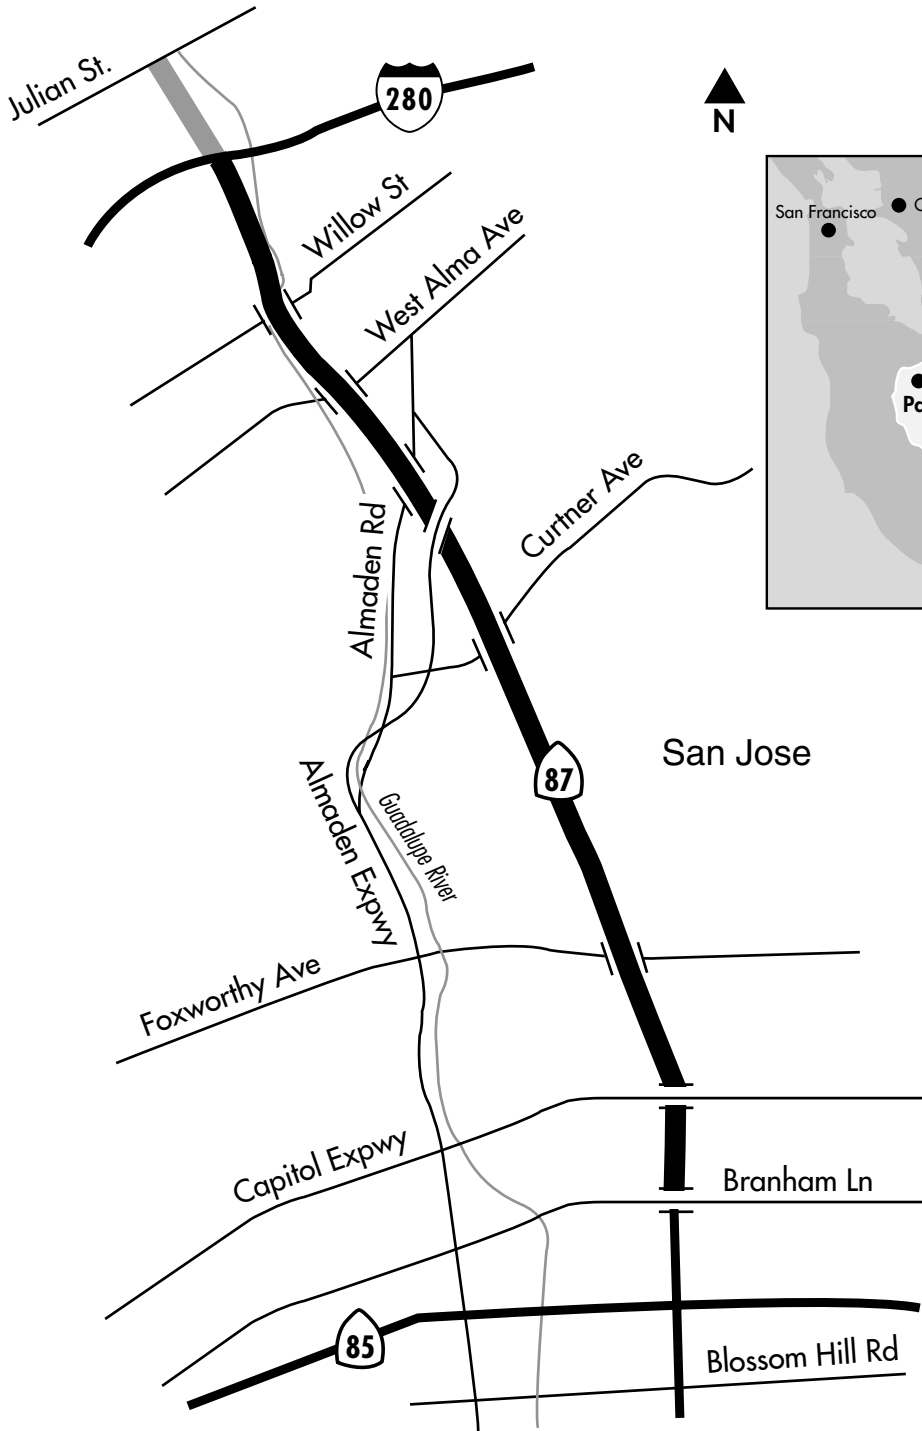 Julian St.
280
N
Willow St
San Francisco
West Alma Ave
Curtner Ave
Almaden Rd
San Jose
87
Almaden Expwy
Guadalupe River
Foxworthy Ave
Capitol Expwy
Branham Ln
85
Blossom Hill Rd